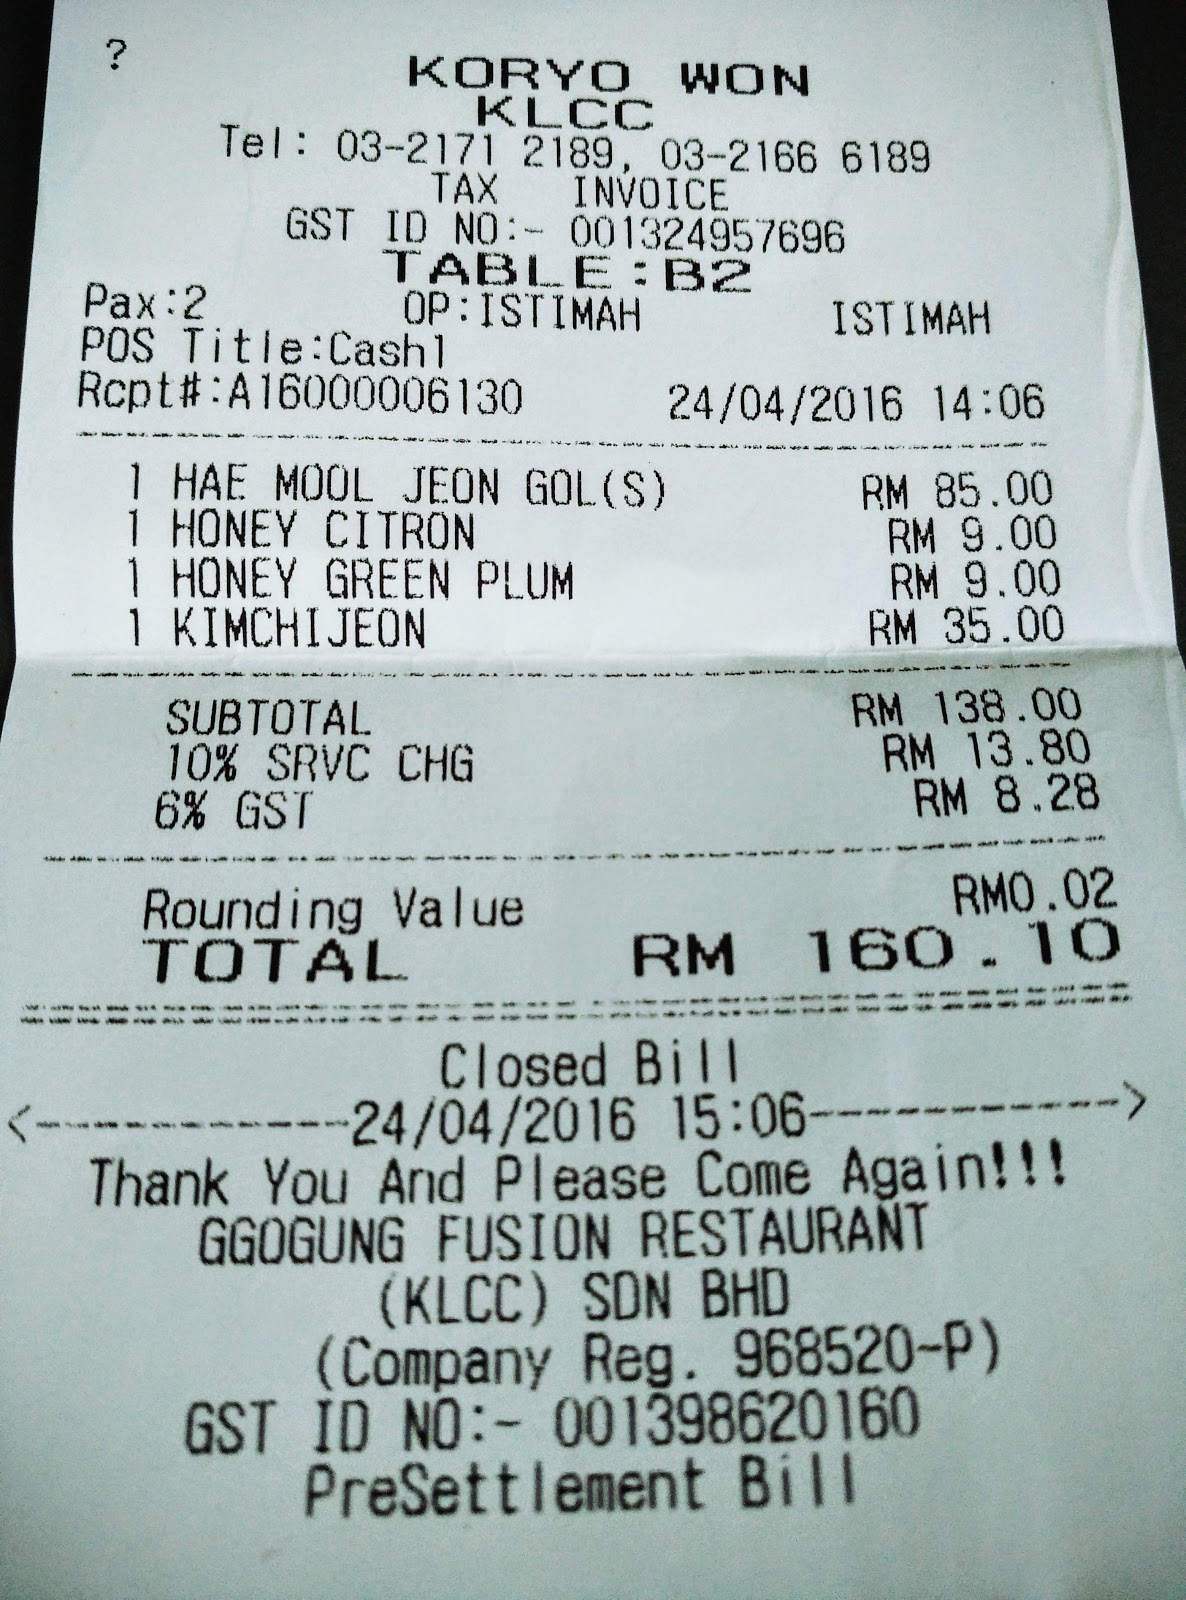 ?
KORYO WON
KLCC
Tel: 03-2171 2189, 03-2166 6189
TAX INVOICE
GST ID NO:- 001324957696
TABLE:B2
Pax:2 OP:ISTIMAH ISTIMAH
POS Title:Cash1
Rcpt#:A16000006130 24/04/2016 14:06
1 HAE MOOL JEON GOL(S) RM 85.00
1 HONEY CITRON RM 9.00
1 HONEY GREEN PLUM RM 9.00
1 KIMCHIJEON RM 35.00
SUBTOTAL RM 138.00
10% SRVC CHG RM 13.80
6% GST RM 8.28
Rounding Value RM0.02
TOTAL RM 160.10
Closed Bill
<------------24/04/2016 15:06------------>
Thank You And Please Come Again!!!
GGOGUNG FUSION RESTAURANT
(KLCC) SDN BHD
(Company Reg. 968520-P)
GST ID NO:- 001398620160
PreSettlement Bill